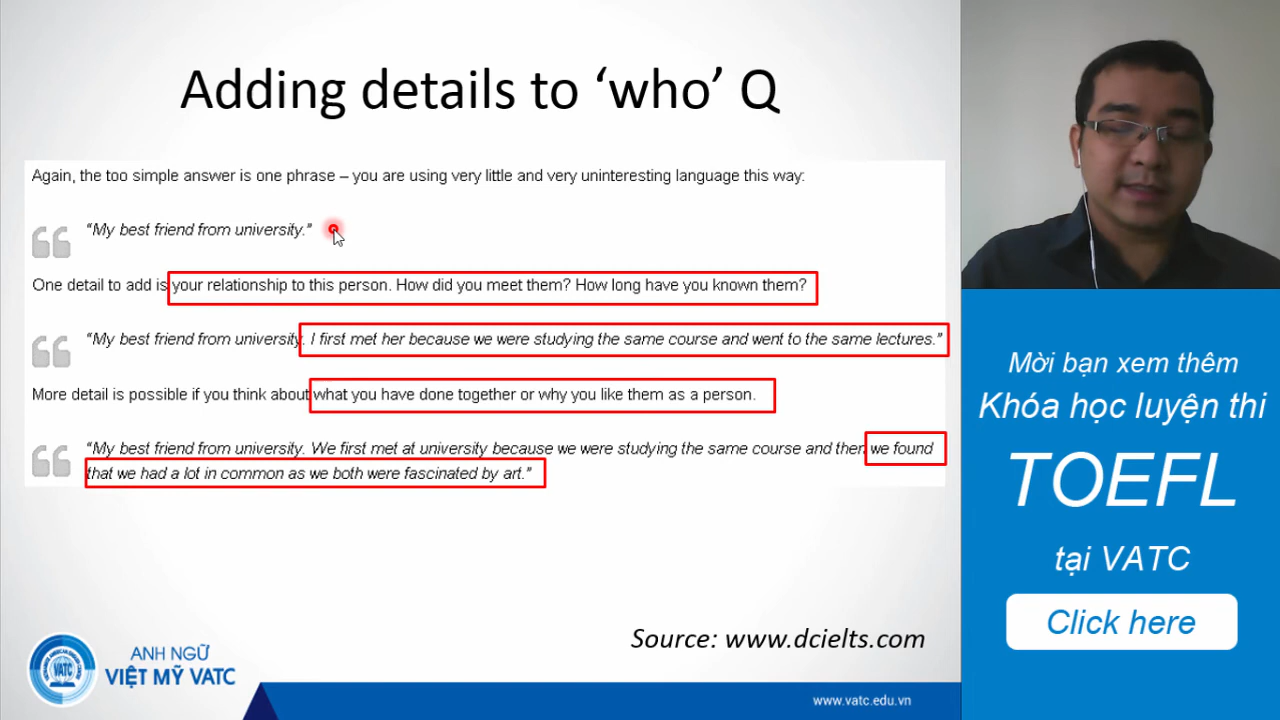 Adding details to ‘who’ Q
Again, the too simple answer is one phrase – you are using very little and very uninteresting language this way:
“My best friend from university.”
One detail to add is your relationship to this person. How did you meet them? How long have you known them?
“My best friend from university. I first met her because we were studying the same course and went to the same lectures.”
More detail is possible if you think about what you have done together or why you like them as a person.
“My best friend from university. We first met at university because we were studying the same course and then we found
that we had a lot in common as we both were fascinated by art.”
Source: www.dcielts.com
VATC
ANH NGỮ
VIỆT MỸ VATC
www.vatc.edu.vn
Mời bạn xem thêm
Khóa học luyện thi
TOEFL
tại VATC
Click here